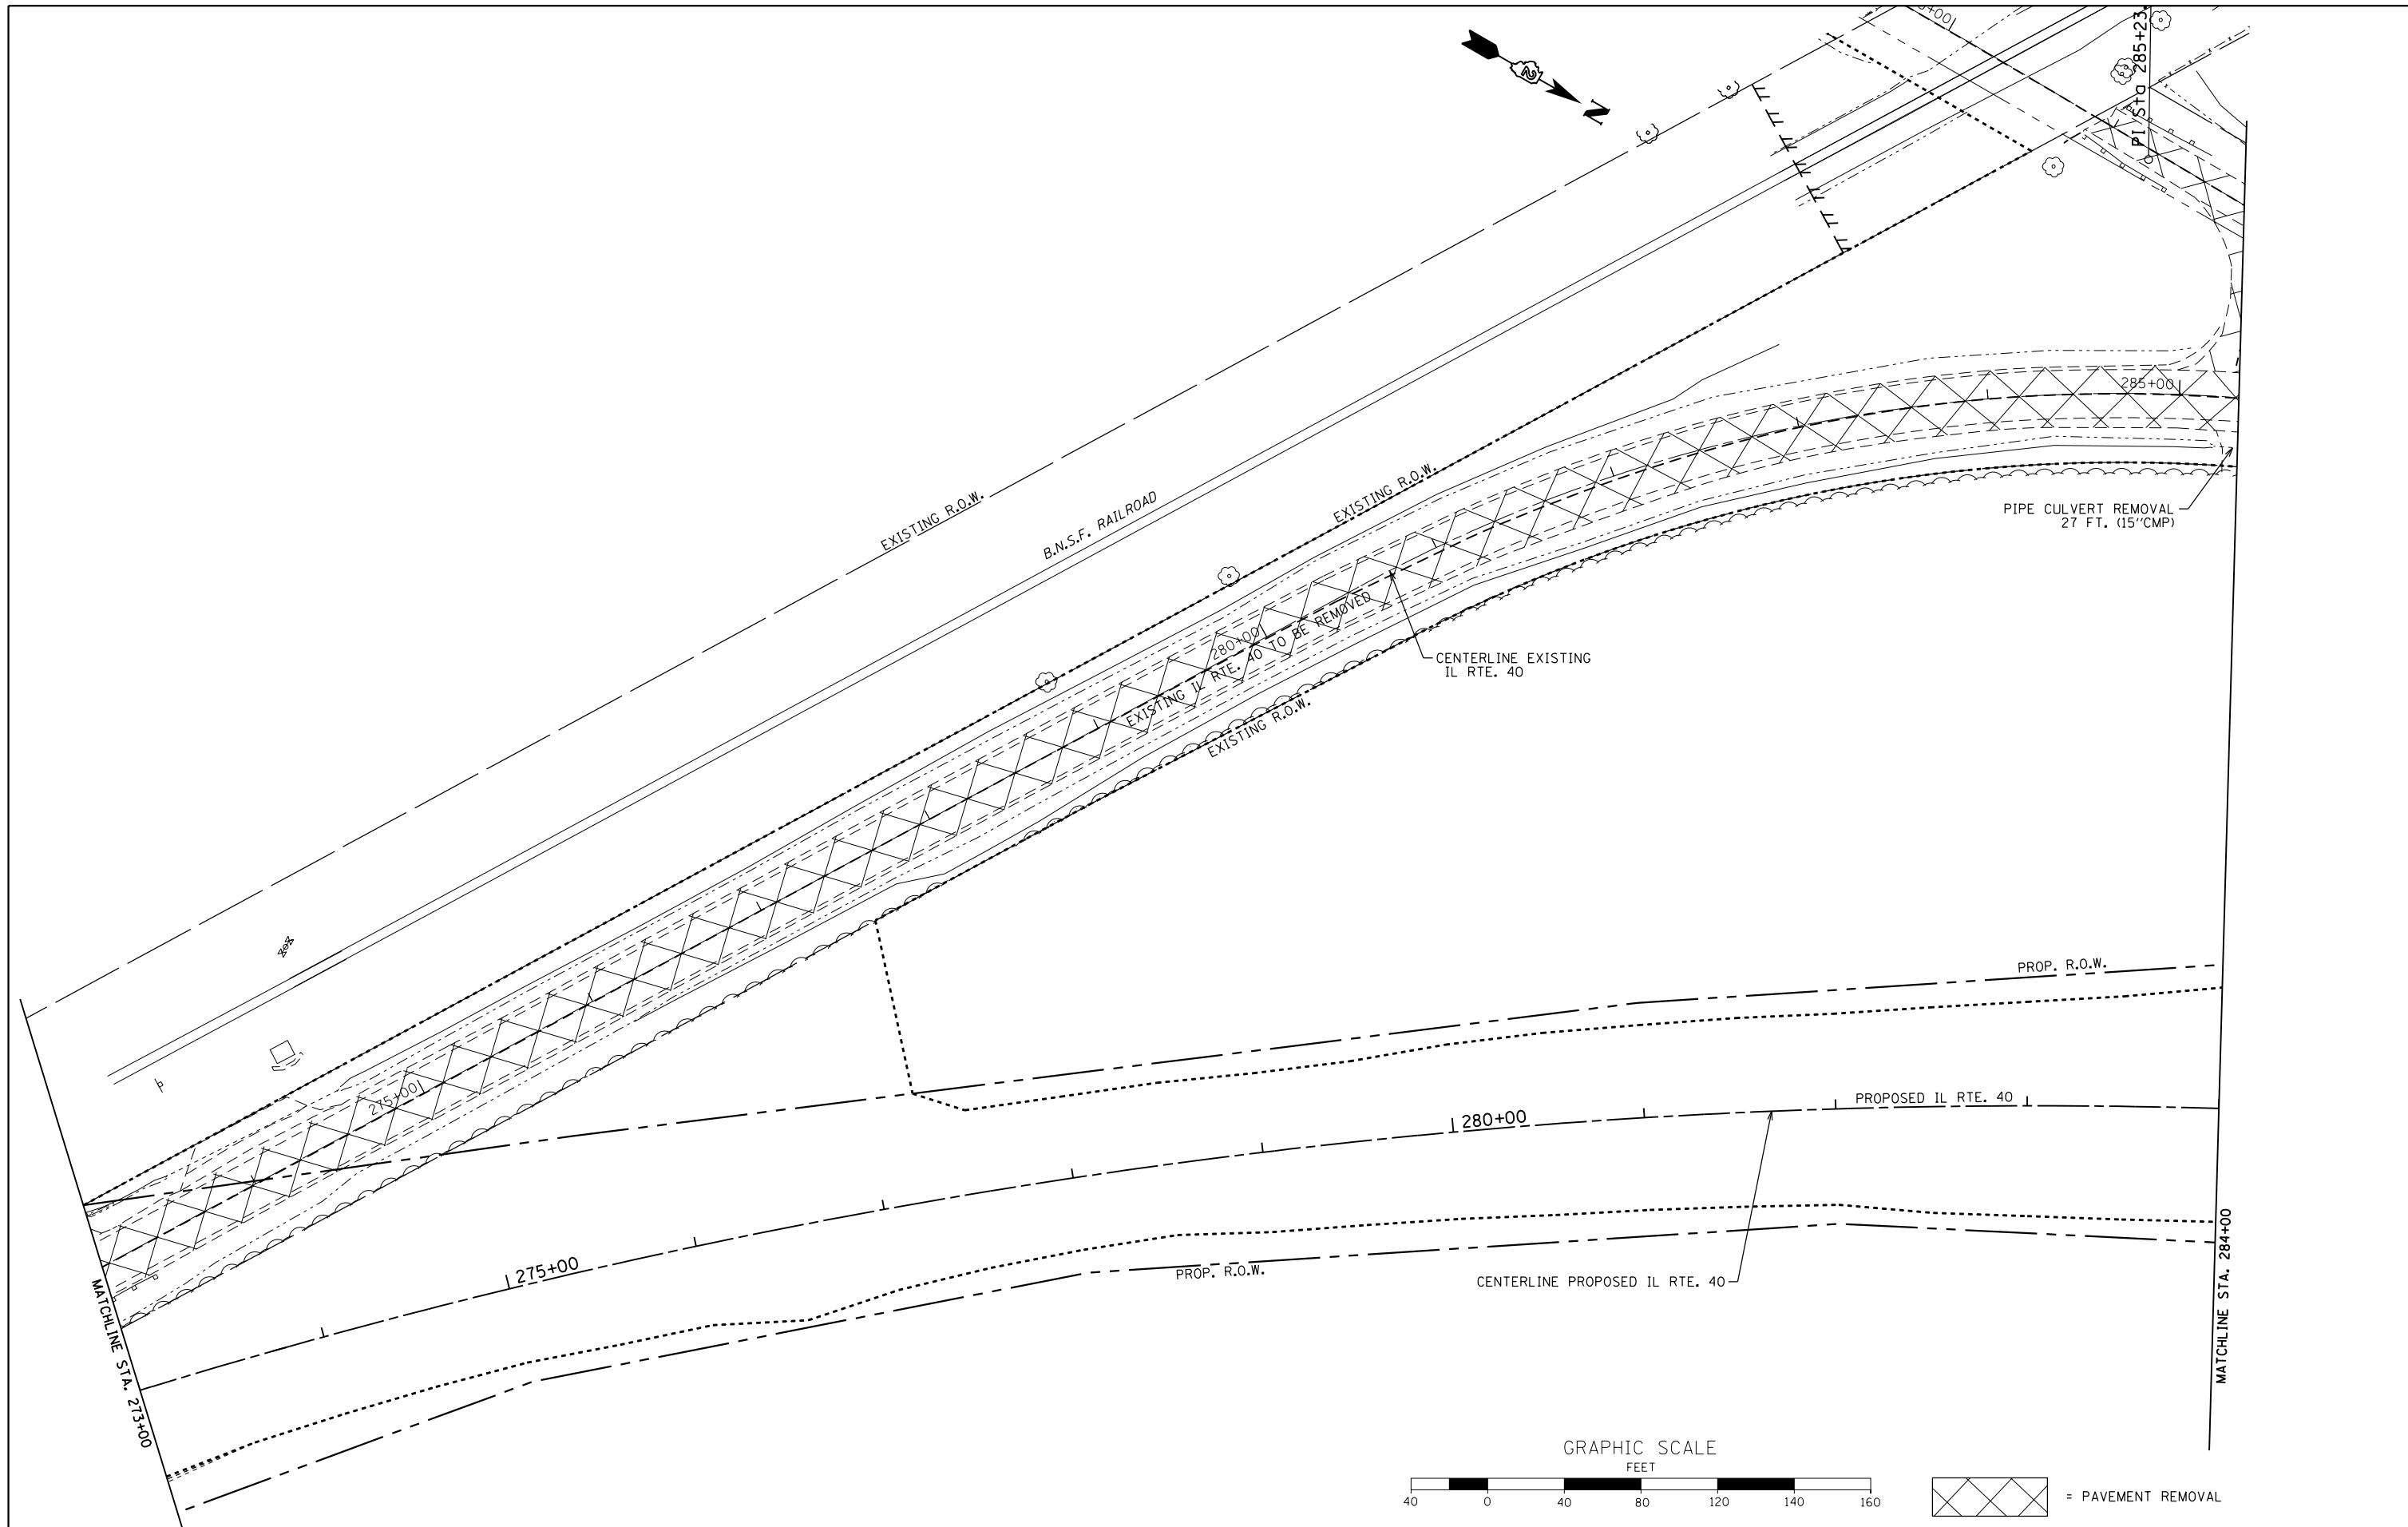 PI Sta 285+23.
N
EXISTING R.O.W.
B.N.S.F. RAILROAD
EXISTING R.O.W.
285+00
PIPE CULVERT REMOVAL
27 FT. (15''CMP)
280+00
EXISTING IL RTE. 40 TO BE REMOVED
CENTERLINE EXISTING
IL RTE. 40
EXISTING R.O.W.
PROP. R.O.W.
275+00
PROPOSED IL RTE. 40
280+00
275+00
PROP. R.O.W.
CENTERLINE PROPOSED IL RTE. 40
MATCHLINE STA. 273+00
MATCHLINE STA. 284+00
GRAPHIC SCALE
FEET
40 0 40 80 120 140 160
= PAVEMENT REMOVAL